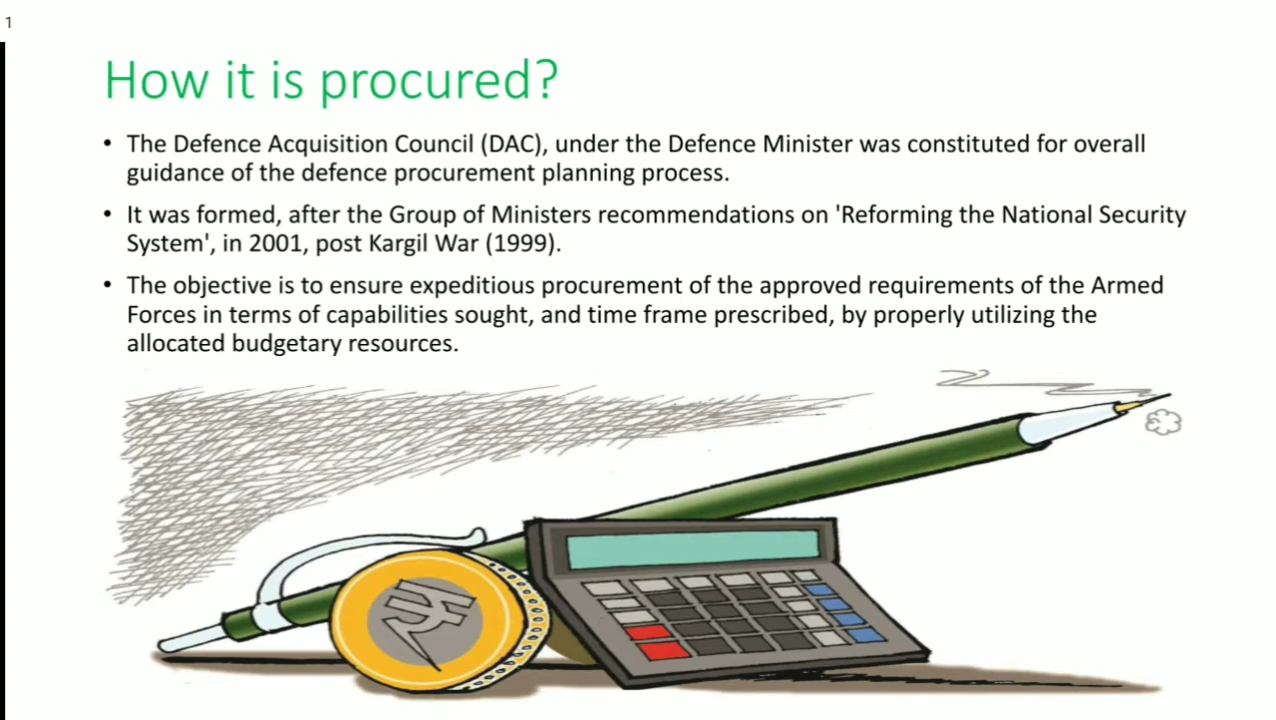 1
How it is procured?
• The Defence Acquisition Council (DAC), under the Defence Minister was constituted for overall
guidance of the defence procurement planning process.
• It was formed, after the Group of Ministers recommendations on 'Reforming the National Security
System', in 2001, post Kargil War (1999).
• The objective is to ensure expeditious procurement of the approved requirements of the Armed
Forces in terms of capabilities sought, and time frame prescribed, by properly utilizing the
allocated budgetary resources.
₹